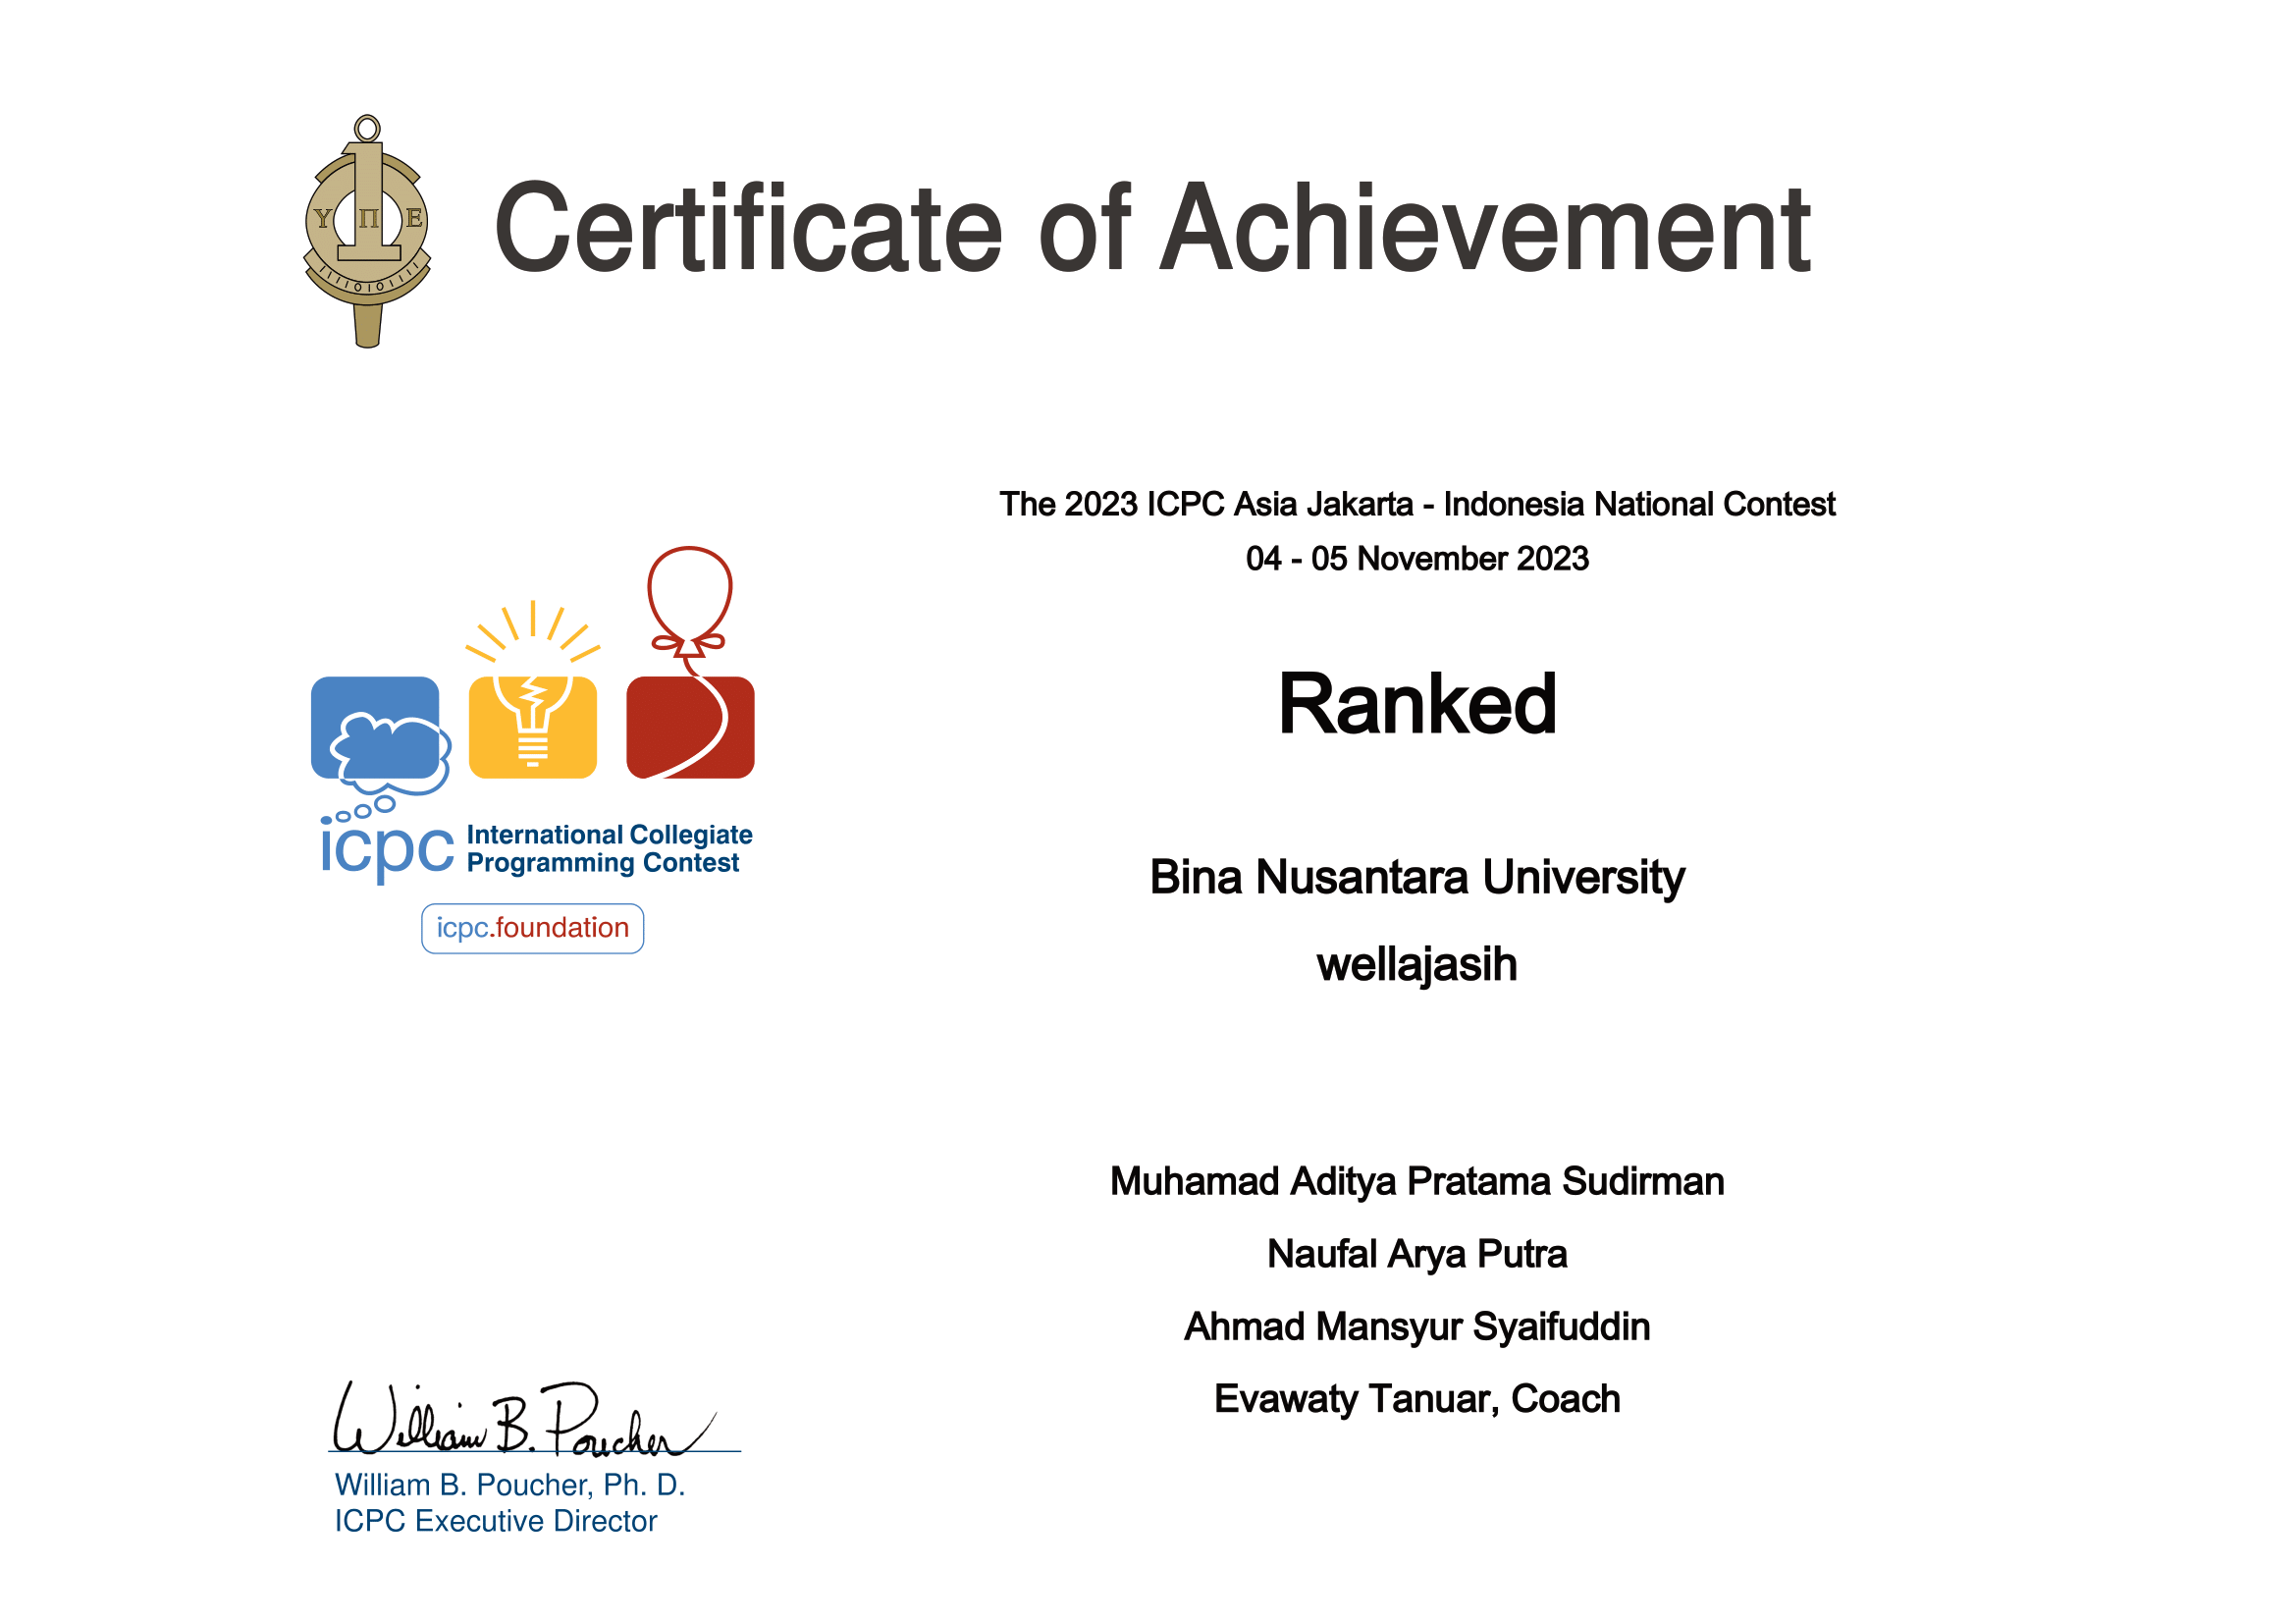 Υ Π Ε
Certificate of Achievement
The 2023 ICPC Asia Jakarta - Indonesia National Contest
04 - 05 November 2023
Ranked
Bina Nusantara University
wellajasih
icpc International Collegiate
Programming Contest
icpc.foundation
Muhamad Aditya Pratama Sudirman
Naufal Arya Putra
Ahmad Mansyur Syaifuddin
Evawaty Tanuar, Coach
William B. Poucher
William B. Poucher, Ph. D.
ICPC Executive Director